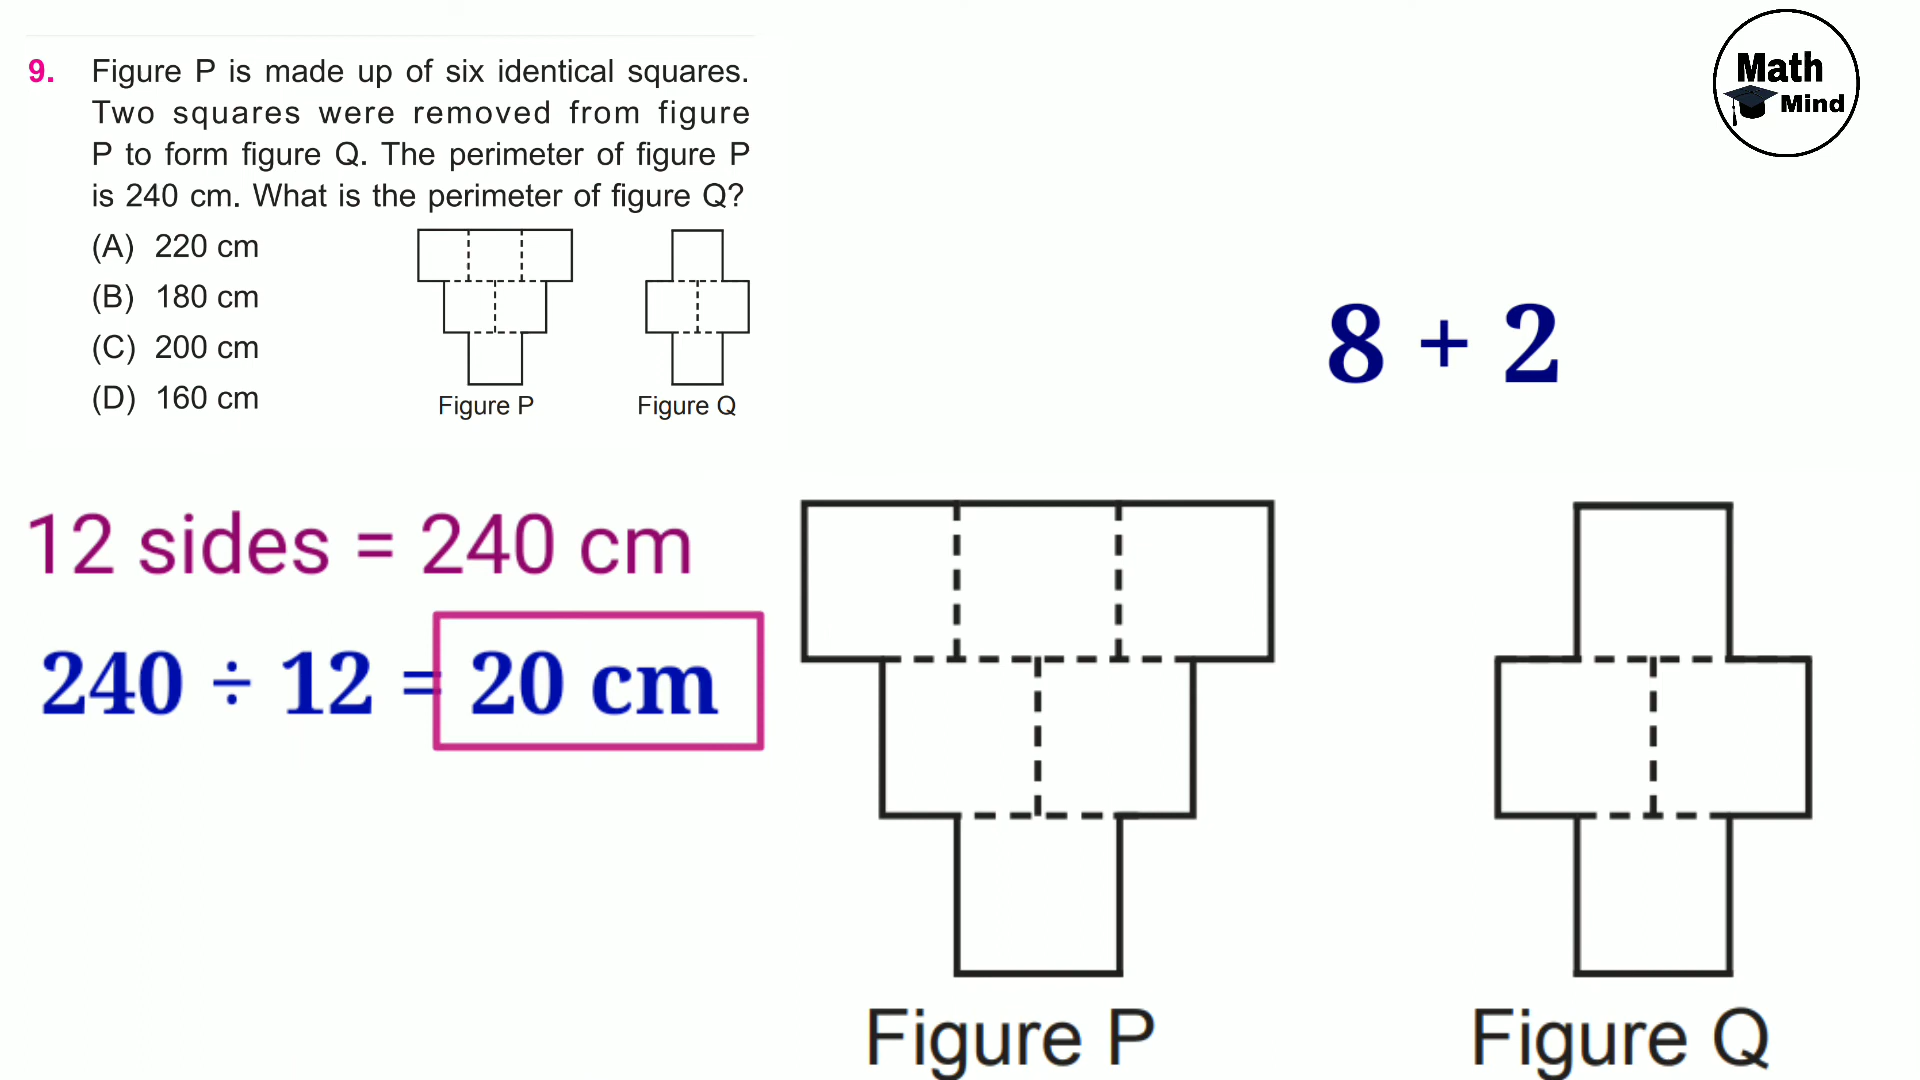 9. Figure P is made up of six identical squares.
Two squares were removed from figure
P to form figure Q. The perimeter of figure P
is 240 cm. What is the perimeter of figure Q?
(A) 220 cm
(B) 180 cm
(C) 200 cm
(D) 160 cm
Figure P
Figure Q
Math
Mind
8 + 2
12 sides = 240 cm
240 ÷ 12 = 20 cm
Figure P
Figure Q